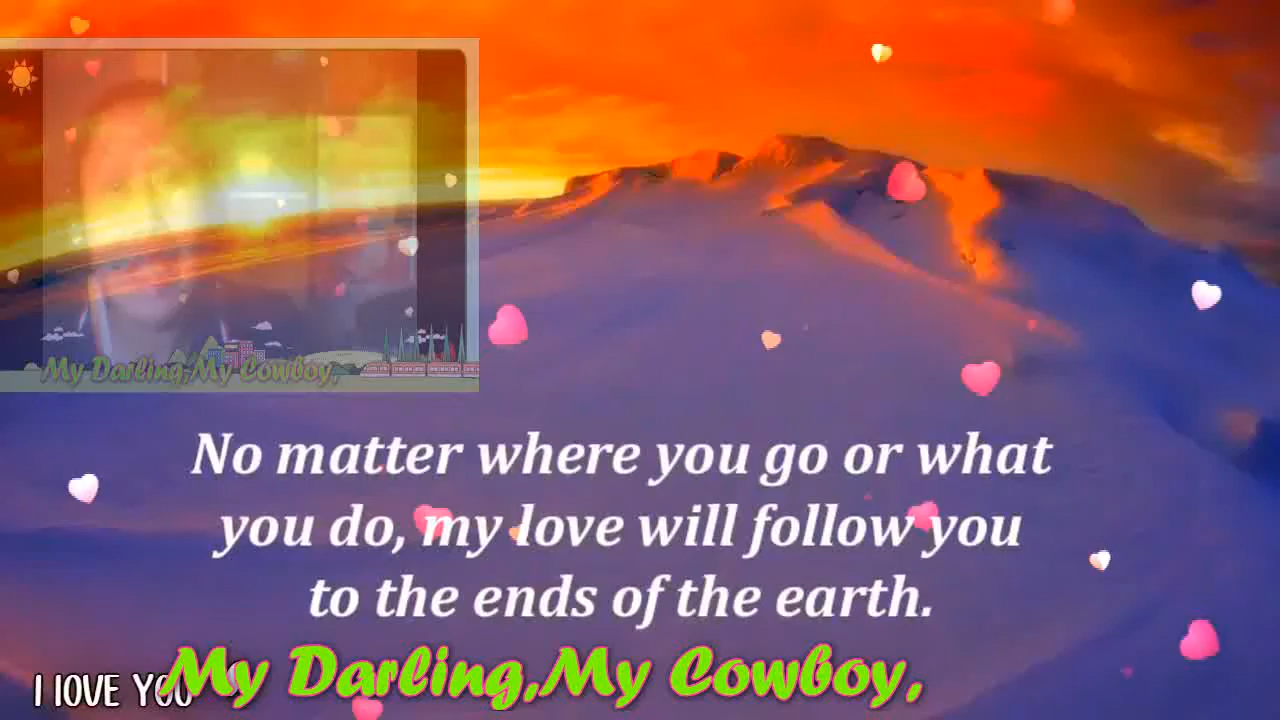 My Darling,My Cowboy,
No matter where you go or what
you do, my love will follow you
to the ends of the earth.
My Darling,My Cowboy,
I lOVE YOU